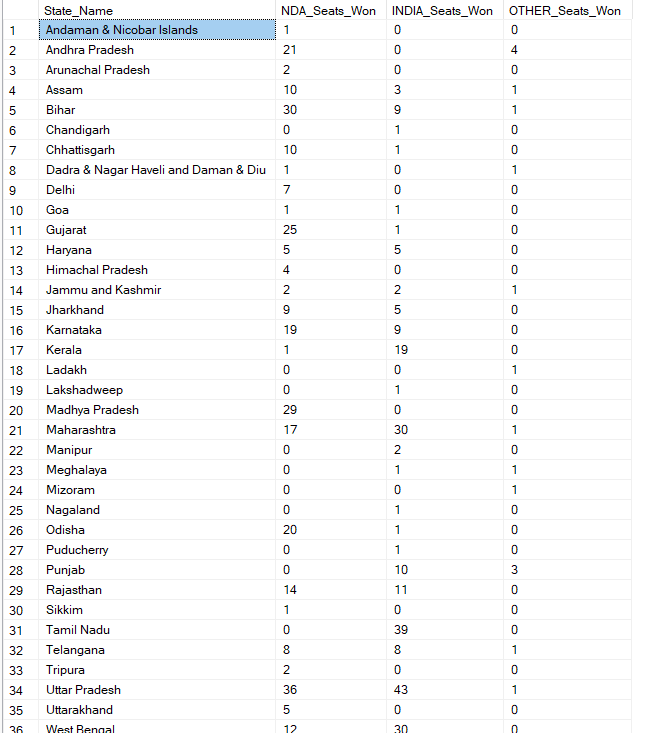 State_Name NDA_Seats_Won INDIA_Seats_Won OTHER_Seats_Won
1 Andaman & Nicobar Islands 1 0 0
2 Andhra Pradesh 21 0 4
3 Arunachal Pradesh 2 0 0
4 Assam 10 3 1
5 Bihar 30 9 1
6 Chandigarh 0 1 0
7 Chhattisgarh 10 1 0
8 Dadra & Nagar Haveli and Daman & Diu 1 0 1
9 Delhi 7 0 0
10 Goa 1 1 0
11 Gujarat 25 1 0
12 Haryana 5 5 0
13 Himachal Pradesh 4 0 0
14 Jammu and Kashmir 2 2 1
15 Jharkhand 9 5 0
16 Karnataka 19 9 0
17 Kerala 1 19 0
18 Ladakh 0 0 1
19 Lakshadweep 0 1 0
20 Madhya Pradesh 29 0 0
21 Maharashtra 17 30 1
22 Manipur 0 2 0
23 Meghalaya 0 1 1
24 Mizoram 0 0 1
25 Nagaland 0 1 0
26 Odisha 20 1 0
27 Puducherry 0 1 0
28 Punjab 0 10 3
29 Rajasthan 14 11 0
30 Sikkim 1 0 0
31 Tamil Nadu 0 39 0
32 Telangana 8 8 1
33 Tripura 2 0 0
34 Uttar Pradesh 36 43 1
35 Uttarakhand 5 0 0
36 West Bengal 12 30 0